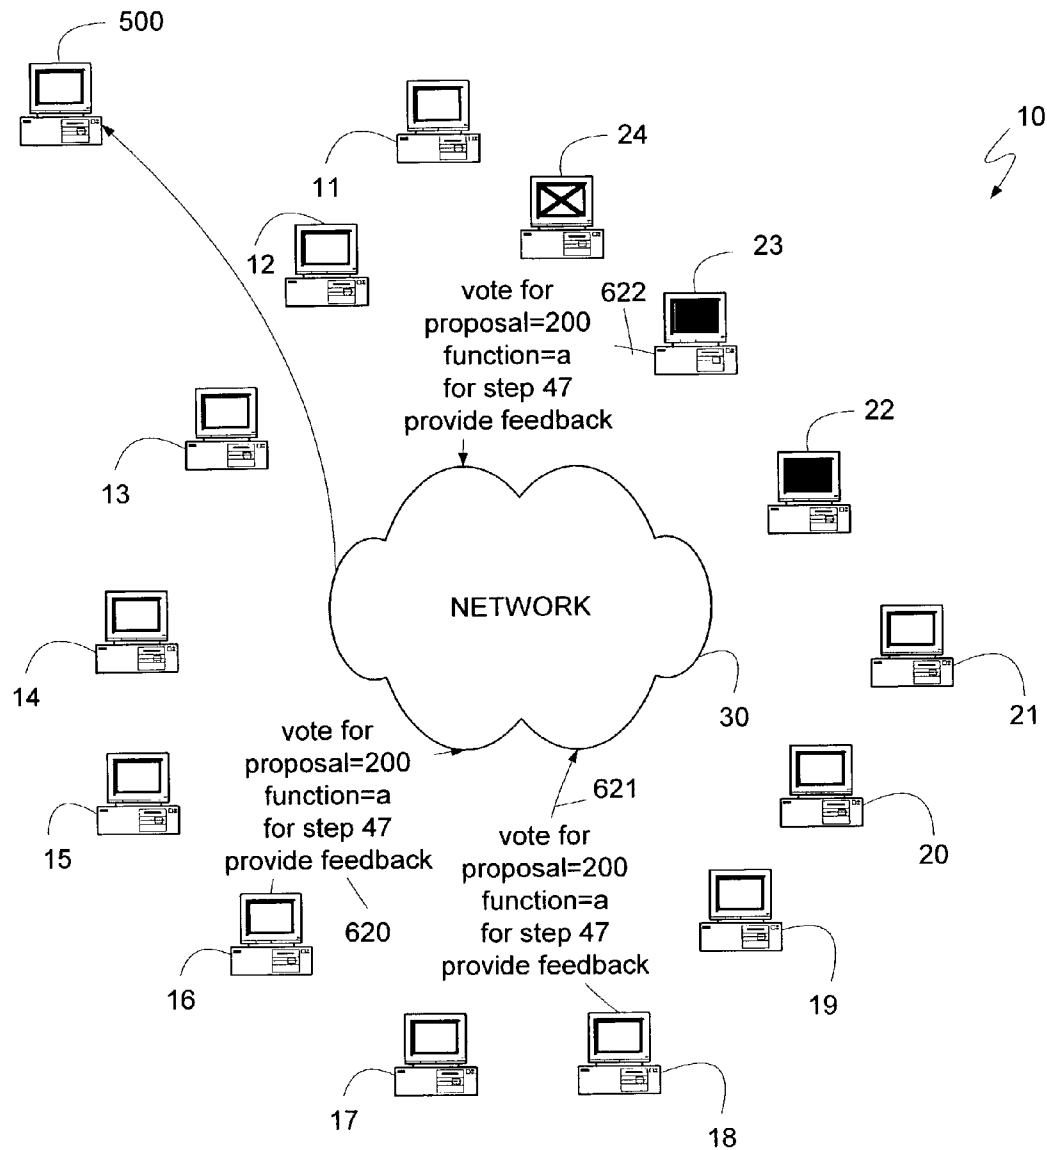 500
10
11
24
12
23
vote for
proposal=200
function=a
for step 47
provide feedback
622
22
13
NETWORK
14
30
21
vote for
proposal=200
function=a
for step 47
provide feedback
621
15
20
vote for
proposal=200
function=a
for step 47
provide feedback
620
16
19
17
18